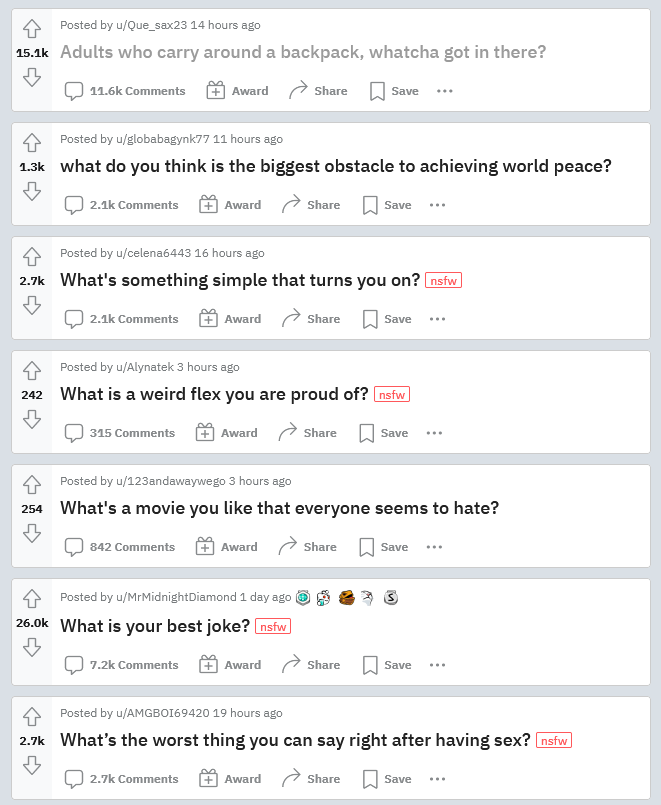 Posted by u/Que_sax23 14 hours ago
15.1k
Adults who carry around a backpack, whatcha got in there?
11.6k Comments Award Share Save
Posted by u/globabagynk77 11 hours ago
1.3k
what do you think is the biggest obstacle to achieving world peace?
2.1k Comments Award Share Save
Posted by u/celena6443 16 hours ago
2.7k
What's something simple that turns you on? nsfw
2.1k Comments Award Share Save
Posted by u/Alynatek 3 hours ago
242
What is a weird flex you are proud of? nsfw
315 Comments Award Share Save
Posted by u/123andawaywego 3 hours ago
254
What's a movie you like that everyone seems to hate?
842 Comments Award Share Save
Posted by u/MrMidnightDiamond 1 day ago
26.0k
What is your best joke? nsfw
7.2k Comments Award Share Save
Posted by u/AMGBOI69420 19 hours ago
2.7k
What’s the worst thing you can say right after having sex? nsfw
2.7k Comments Award Share Save